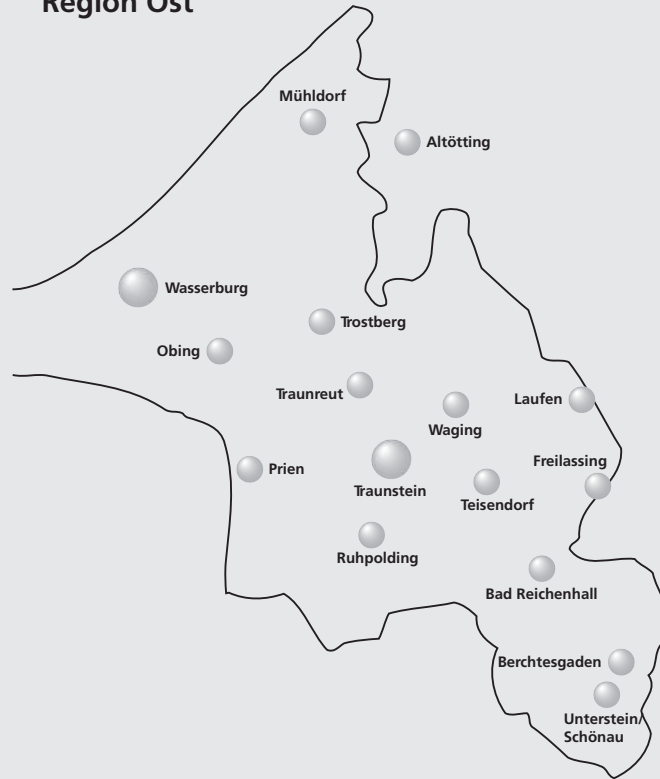 Region Ost
Mühldorf
Altötting
Wasserburg
Trostberg
Obing
Traunreut
Laufen
Waging
Freilassing
Prien
Traunstein
Teisendorf
Ruhpolding
Bad Reichenhall
Berchtesgaden
Unterstein/
Schönau